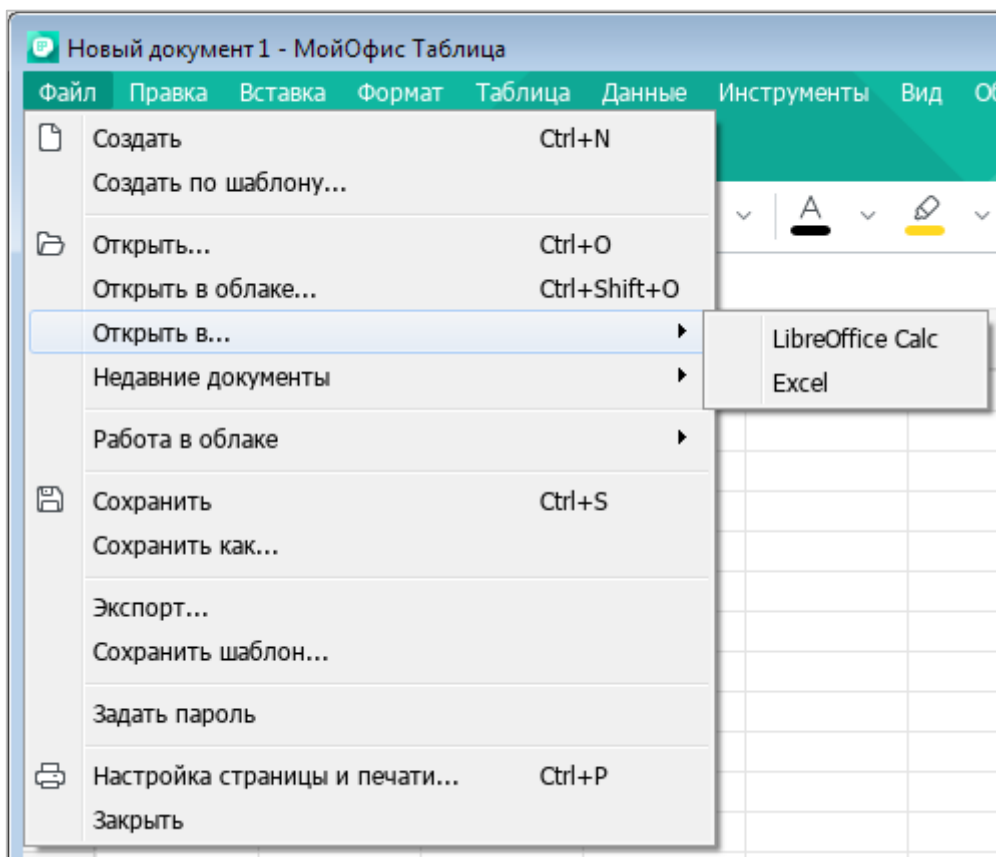 Новый документ 1 - МойОфис Таблица
Файл Правка Вставка Формат Таблица Данные Инструменты Вид
Создать Ctrl+N
Создать по шаблону...
Открыть... Ctrl+O
Открыть в облаке... Ctrl+Shift+O
Открыть в...
LibreOffice Calc
Недавние документы
Excel
Работа в облаке
Сохранить Ctrl+S
Сохранить как...
Экспорт...
Сохранить шаблон...
Задать пароль
Настройка страницы и печати... Ctrl+P
Закрыть